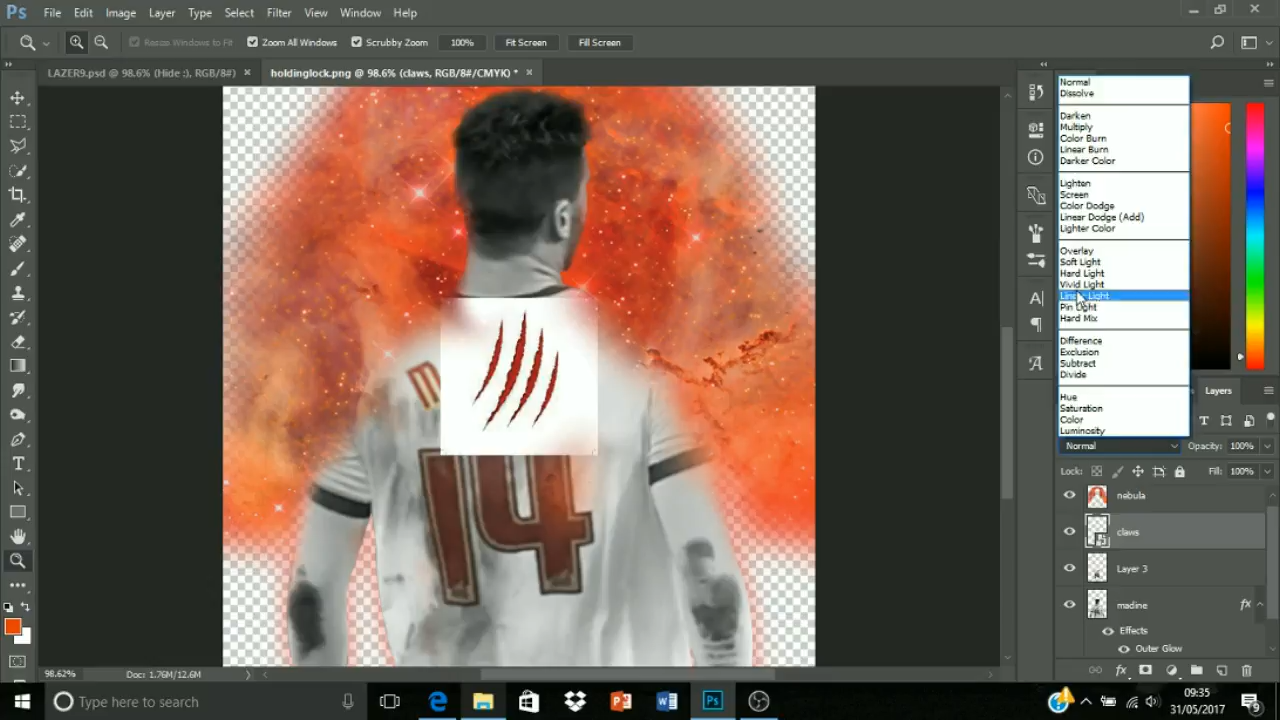 Ps File Edit Image Layer Type Select Filter View Window Help
Resize Windows to Fit Zoom All Windows Scrubby Zoom 100% Fit Screen Fill Screen
LAZER9.psd @ 98.6% (Hide :), RGB/8#) × holdinglock.png @ 98.6% (claws, RGB/8#/CMYK) * ×
Normal
Dissolve
Darken
Multiply
Color Burn
Linear Burn
Darker Color
Lighten
Screen
Color Dodge
Linear Dodge (Add)
Lighter Color
Overlay
Soft Light
Hard Light
Vivid Light
Linear Light
Pin Light
Hard Mix
Difference
Exclusion
Subtract
Divide
Hue
Saturation
Color
Luminosity
Layers
Normal Opacity: 100%
Lock: Fill: 100%
nebula
claws
Layer 3
madine fx
Effects
Outer Glow
14
98.62% Doc: 1.76M/12.6M
Type here to search
09:35
31/05/2017
9